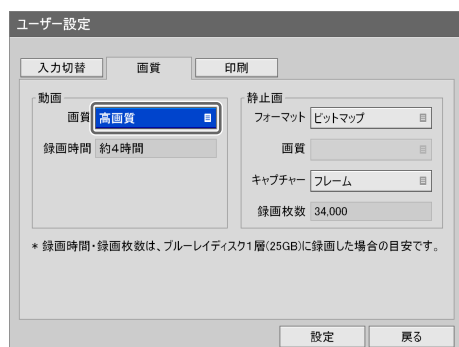 ユーザー設定
入力切替 画質 印刷
動画
画質 高画質
録画時間 約4時間
静止画
フォーマット ビットマップ
画質
キャプチャー フレーム
録画枚数 34,000
* 録画時間・録画枚数は、ブルーレイディスク1層(25GB)に録画した場合の目安です。
設定 戻る